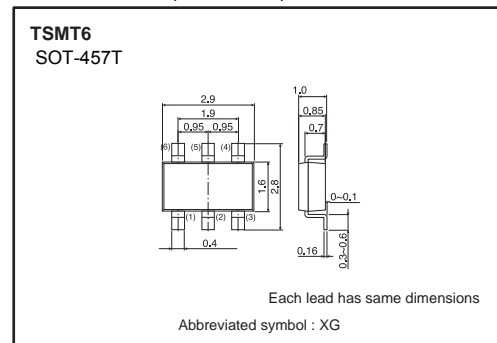 TSMT6
SOT-457T
1.0
2.9
0.85
1.9
0.7
0.95 0.95
(6) (5) (4)
1.6
2.8
0~0.1
(1) (2) (3)
0.4
0.16
0.3~0.6
Each lead has same dimensions
Abbreviated symbol : XG